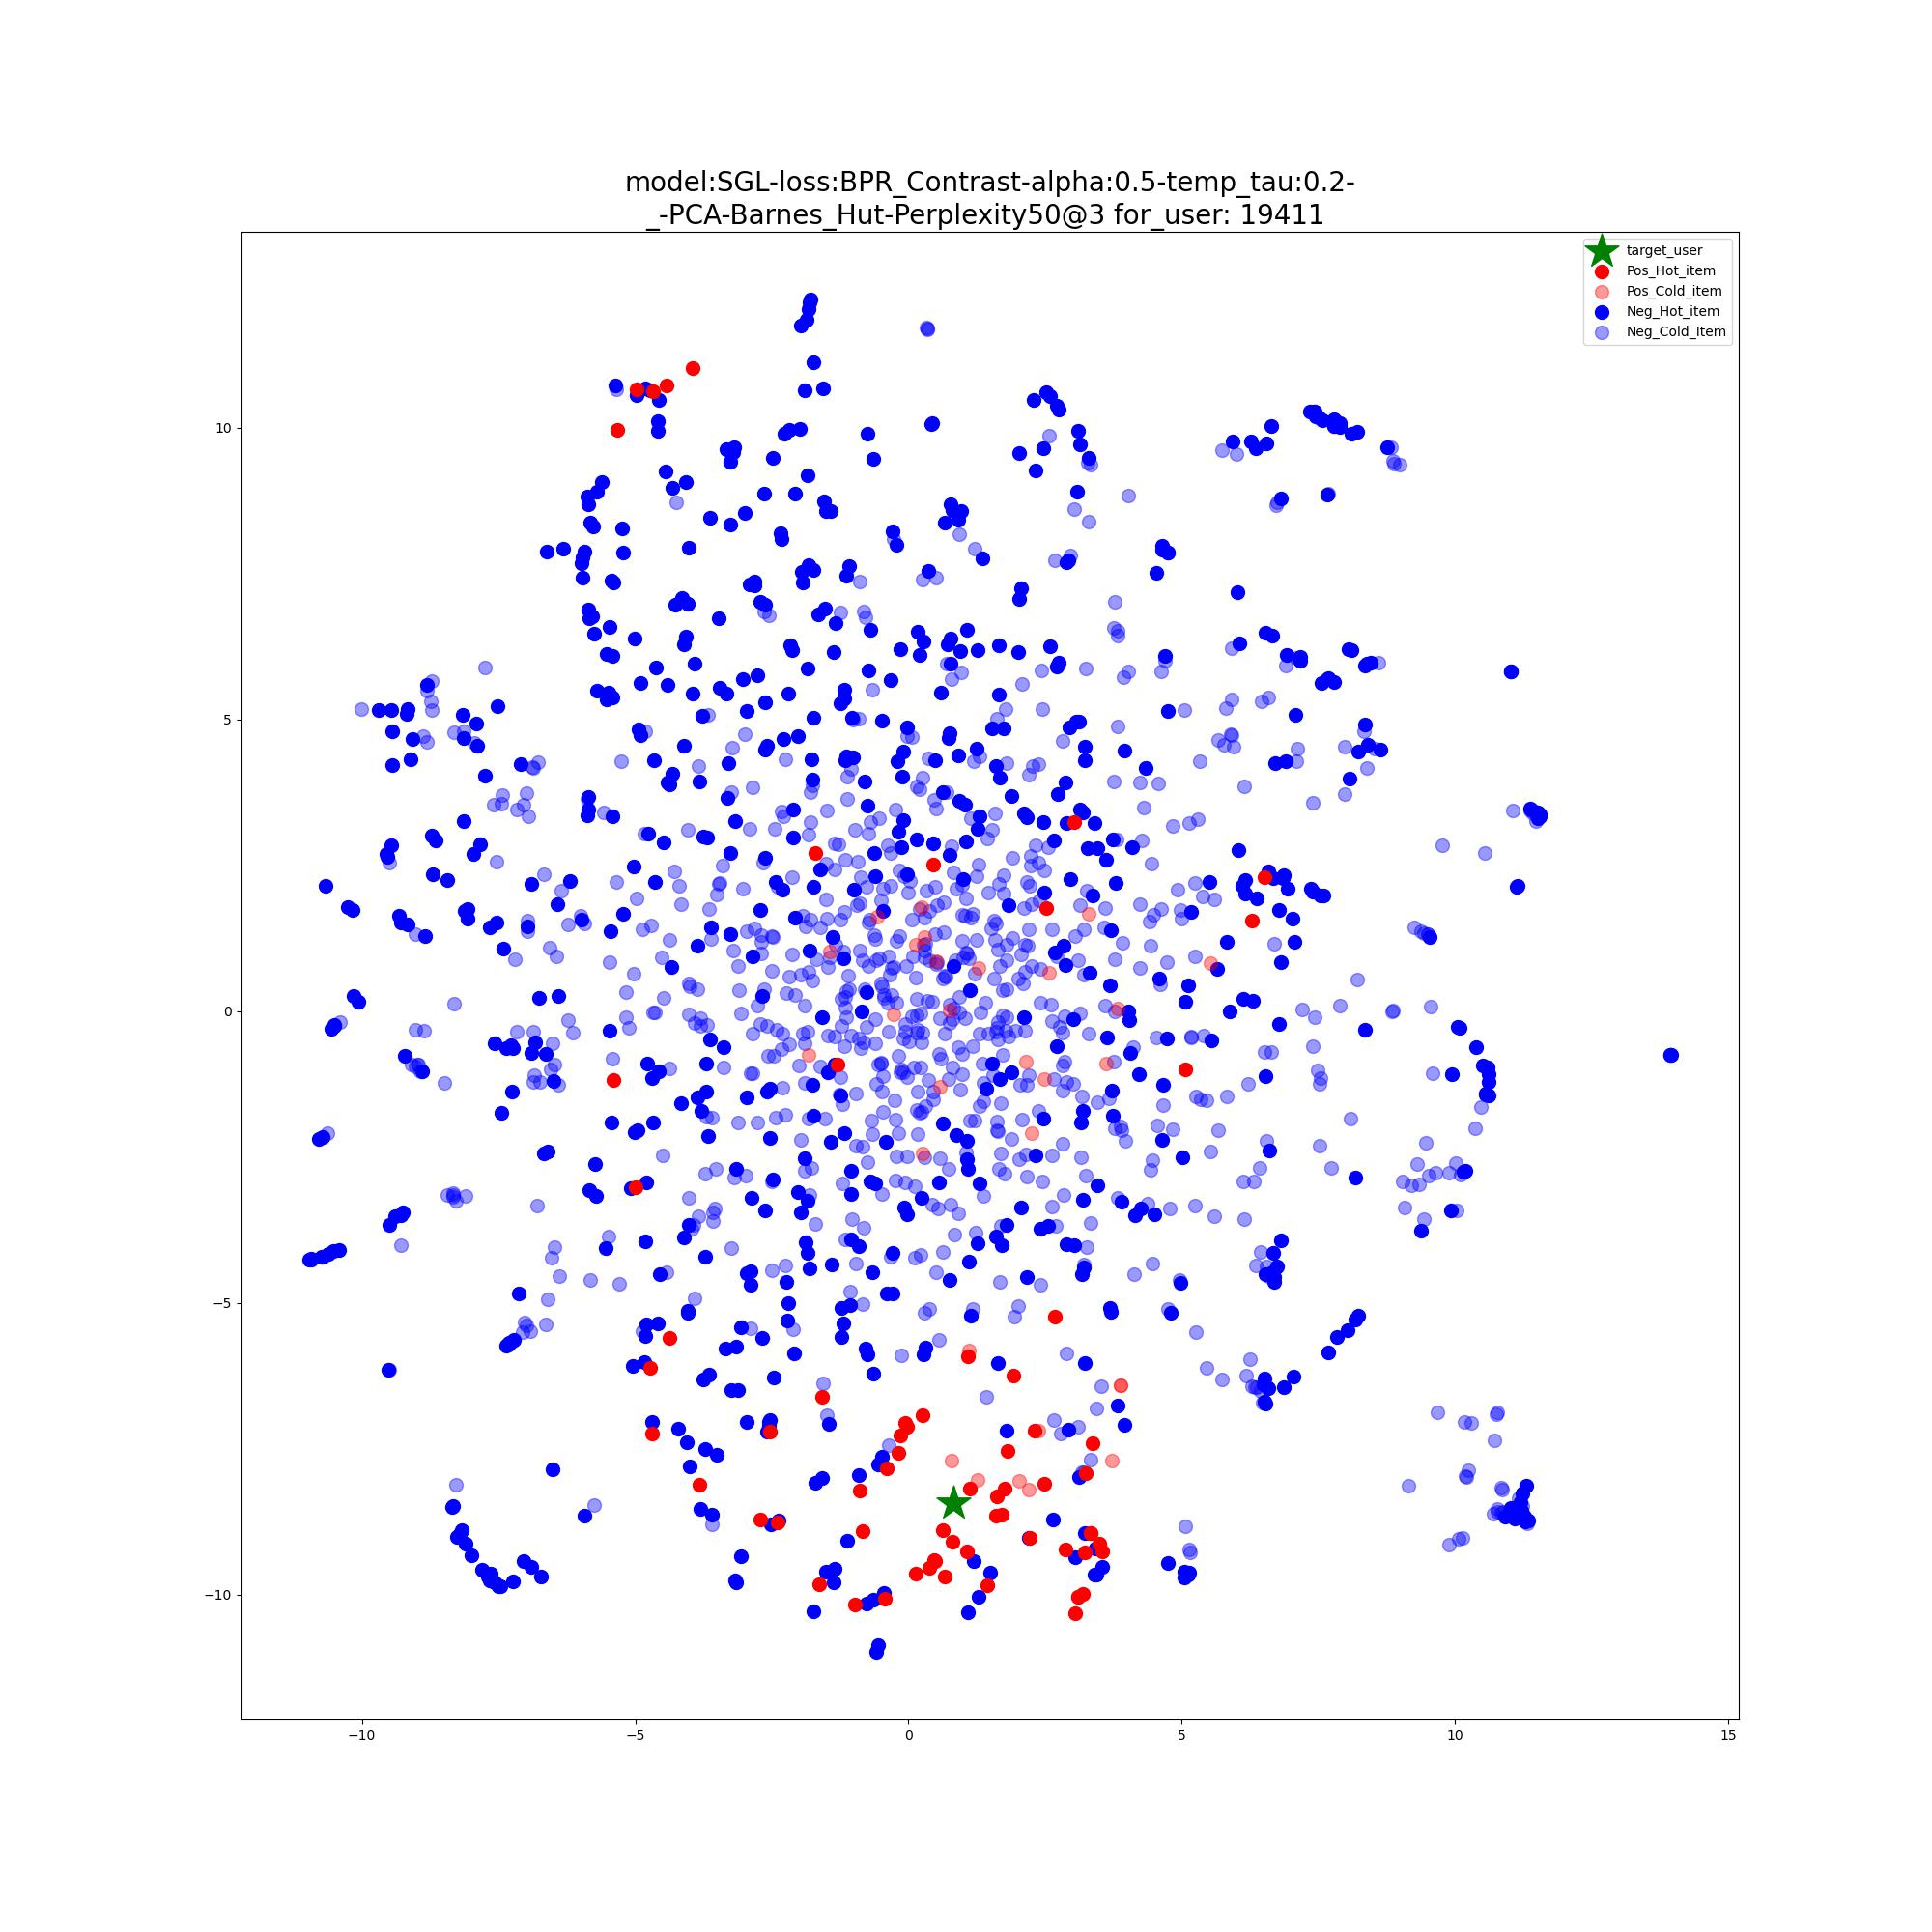 model:SGL-loss:BPR_Contrast-alpha:0.5-temp_tau:0.2-
_-PCA-Barnes_Hut-Perplexity50@3 for_user: 19411
target_user
Pos_Hot_item
Pos_Cold_item
Neg_Hot_item
Neg_Cold_Item
10
5
0
−5
−10
−10
−5
0
5
10
15